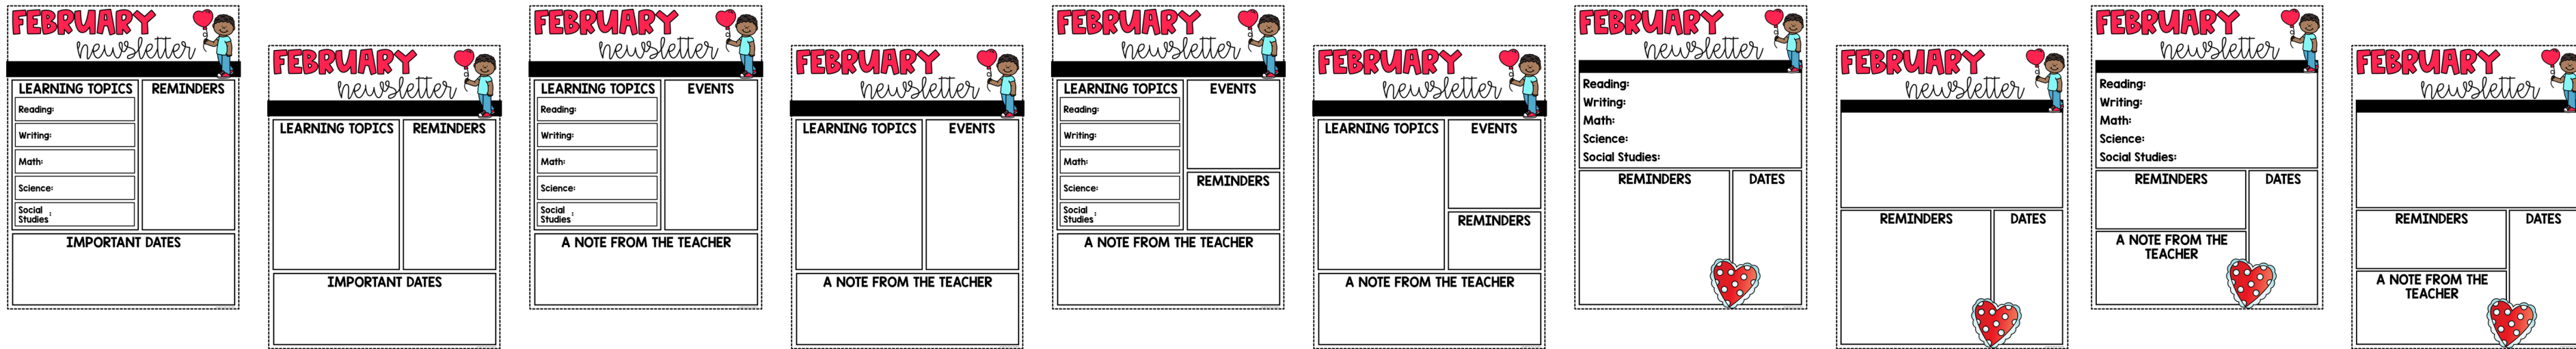 FEBRUARY
newsletter
LEARNING TOPICS
Reading:
Writing:
Math:
Science:
Social
Studies :
REMINDERS
IMPORTANT DATES
FEBRUARY
newsletter
LEARNING TOPICS
REMINDERS
IMPORTANT DATES
FEBRUARY
newsletter
LEARNING TOPICS
Reading:
Writing:
Math:
Science:
Social
Studies :
EVENTS
A NOTE FROM THE TEACHER
FEBRUARY
newsletter
LEARNING TOPICS
EVENTS
A NOTE FROM THE TEACHER
FEBRUARY
newsletter
LEARNING TOPICS
Reading:
Writing:
Math:
Science:
Social
Studies :
EVENTS
REMINDERS
A NOTE FROM THE TEACHER
FEBRUARY
newsletter
LEARNING TOPICS
EVENTS
REMINDERS
A NOTE FROM THE TEACHER
FEBRUARY
newsletter
Reading:
Writing:
Math:
Science:
Social Studies:
REMINDERS
DATES
FEBRUARY
newsletter
REMINDERS
DATES
FEBRUARY
newsletter
Reading:
Writing:
Math:
Science:
Social Studies:
REMINDERS
DATES
A NOTE FROM THE
TEACHER
FEBRUARY
newsletter
REMINDERS
DATES
A NOTE FROM THE
TEACHER